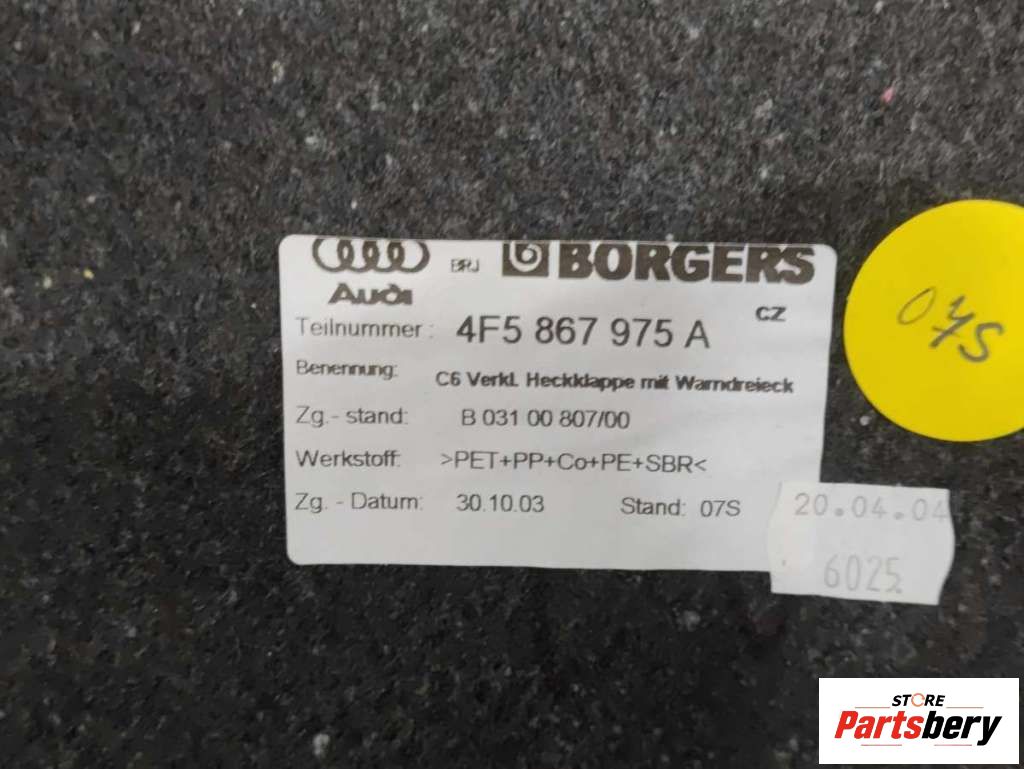 Audi
BRJ
BORGERS
CZ
Teilnummer: 4F5 867 975 A
Benennung: C6 Verkl. Heckklappe mit Warndreieck
Zg.- stand: B 031 00 807/00
Werkstoff: >PET+PP+Co+PE+SBR<
Zg. - Datum: 30.10.03 Stand: 07S
20.04.04
6025
07S
STORE
Partsbery